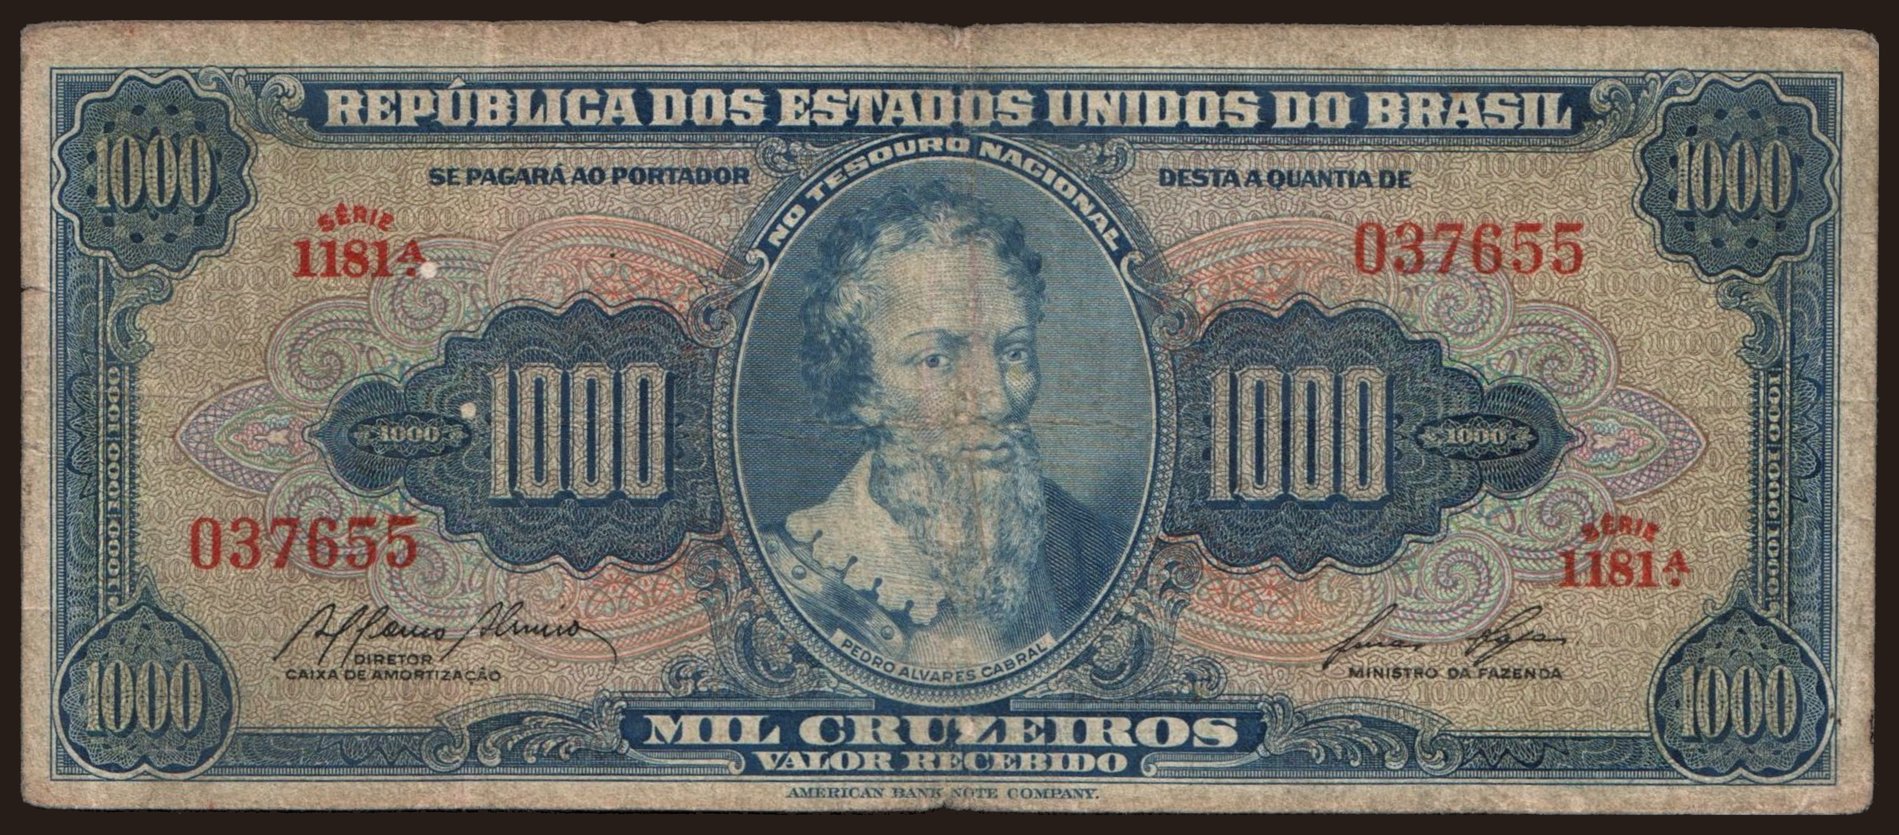 REPÚBLICA DOS ESTADOS UNIDOS DO BRASIL
1000
1000
SE PAGARÁ AO PORTADOR
NO TESOURO NACIONAL
DESTA A QUANTIA DE
SÉRIE
1181A.
037655
1000
1000
1000
1000
037655
SÉRIE
1181A.
DIRETOR
CAIXA DE AMORTIZAÇÃO
PEDRO ALVARES CABRAL
MINISTRO DA FAZENDA
1000
1000
MIL CRUZEIROS
VALOR RECEBIDO
AMERICAN BANK NOTE COMPANY.